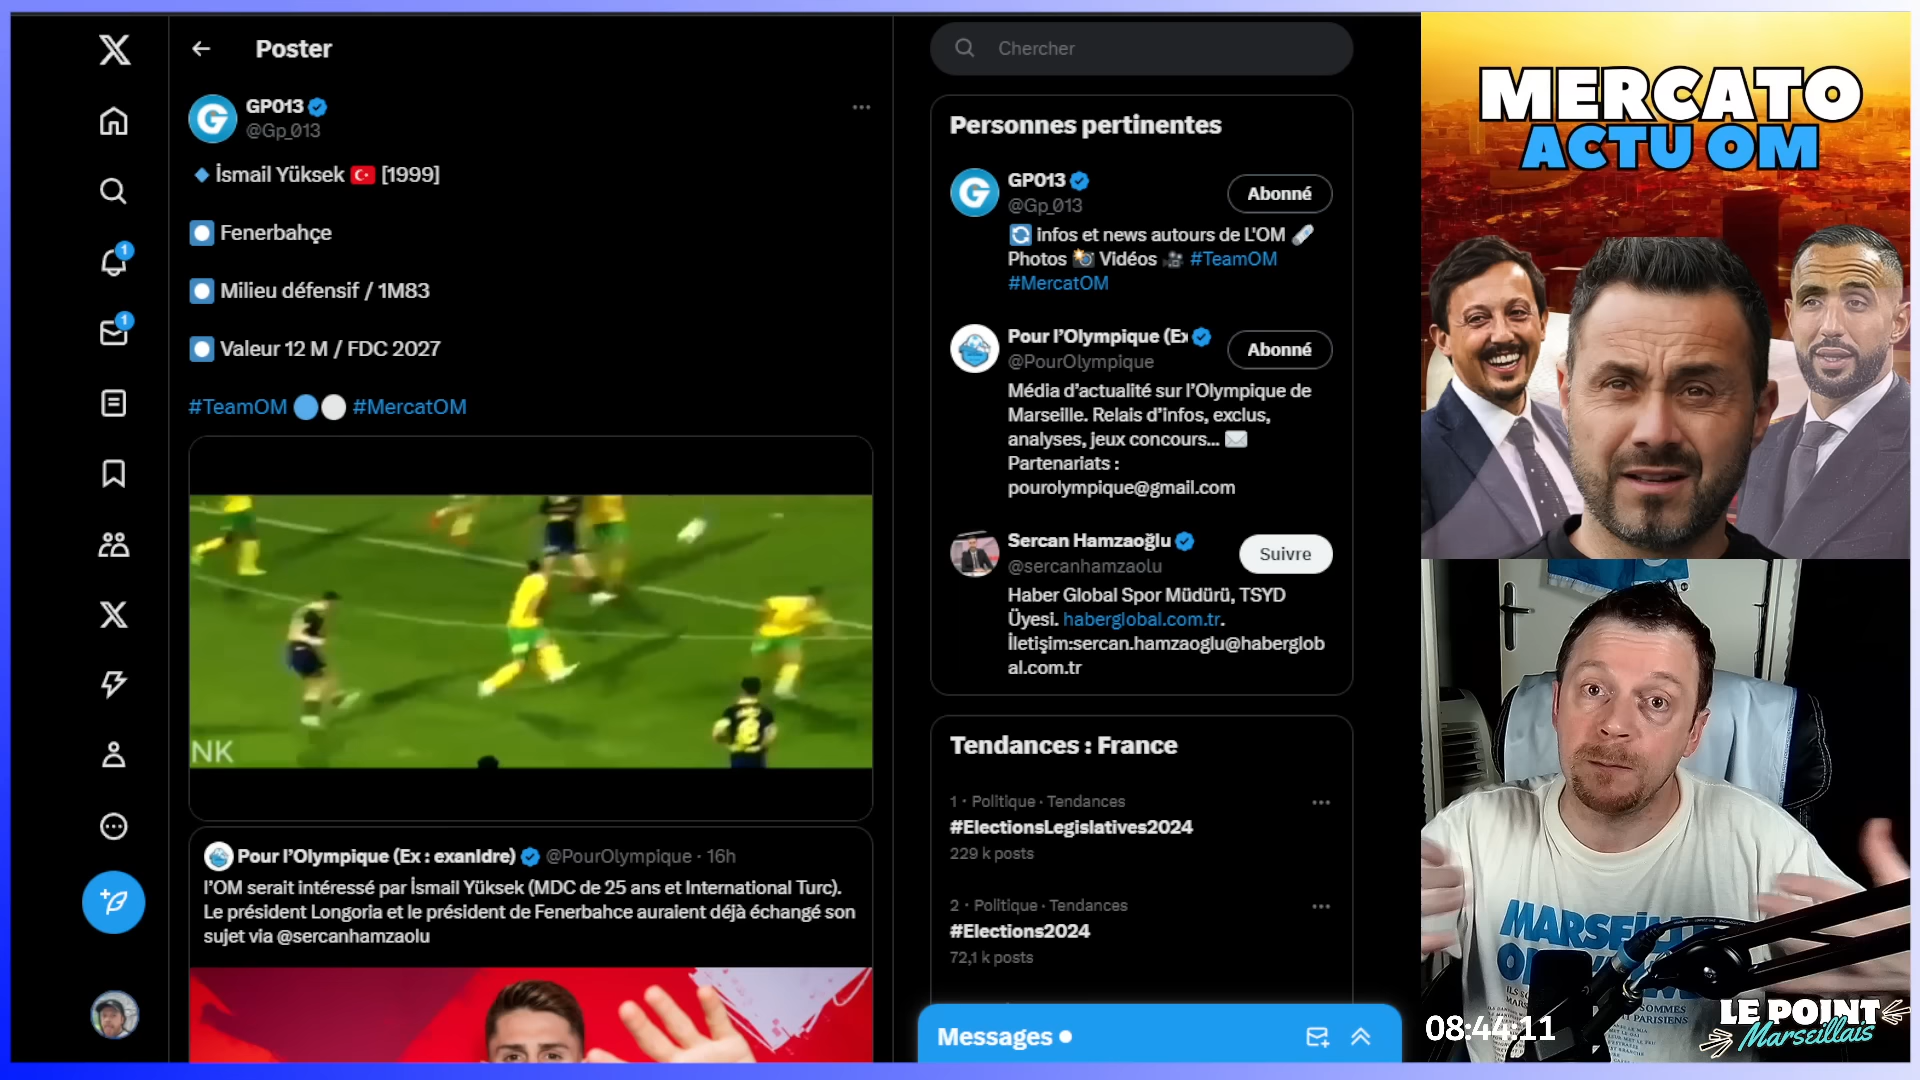 Poster
GP013
@Gp_013
İsmail Yüksek [1999]
Fenerbahçe
Milieu défensif / 1M83
Valeur 12 M / FDC 2027
#TeamOM #MercatOM
NK
18
Pour l’Olympique (Ex : exanldre) @PourOlympique · 16h
l’OM serait intéressé par İsmail Yüksek (MDC de 25 ans et International Turc).
Le président Longoria et le président de Fenerbahce auraient déjà échangé son
sujet via @sercanhamzaolu
1
1
Chercher
Personnes pertinentes
GP013
@Gp_013
Abonné
infos et news autours de L'OM
Photos Vidéos #TeamOM
#MercatOM
Pour l’Olympique (Ex
@PourOlympique
Abonné
Média d’actualité sur l’Olympique de
Marseille. Relais d’infos, exclus,
analyses, jeux concours...
Partenariats :
pourolympique@gmail.com
Sercan Hamzaoğlu
@sercanhamzaolu
Suivre
Haber Global Spor Müdürü, TSYD
Üyesi. haberglobal.com.tr.
İletişim:sercan.hamzaoglu@haberglob
al.com.tr
Tendances : France
1 · Politique · Tendances
#ElectionsLegislatives2024
229 k posts
2 · Politique · Tendances
#Elections2024
72,1 k posts
Messages
MERCATO
ACTU OM
08:44:11
LE POINT
Marseillais